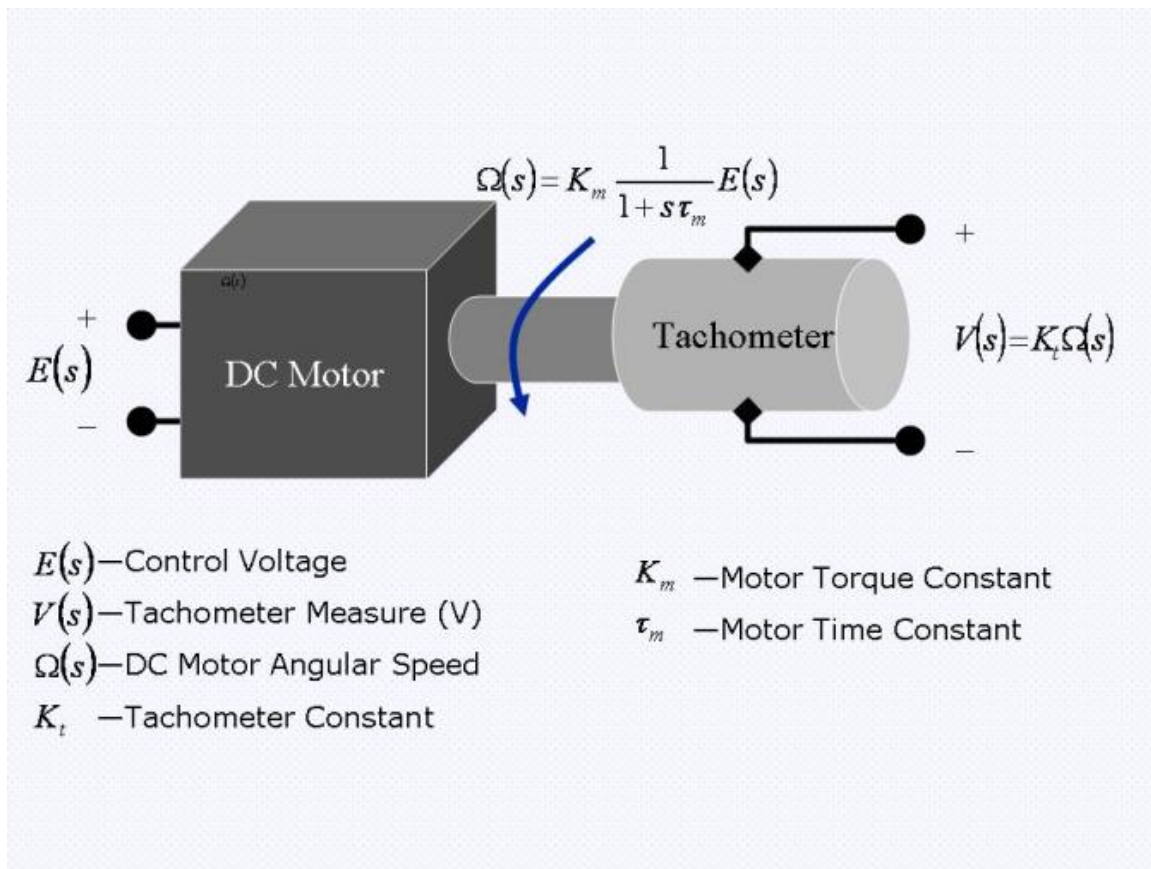 Ω(s) = K_m 1/(1 + sτ_m) E(s)
+
Ω(s)
+
Tachometer
V(s)=K_tΩ(s)
E(s)
DC Motor
−
−
E(s)—Control Voltage
V(s)—Tachometer Measure (V)
Ω(s)—DC Motor Angular Speed
K_t —Tachometer Constant
K_m —Motor Torque Constant
τ_m —Motor Time Constant